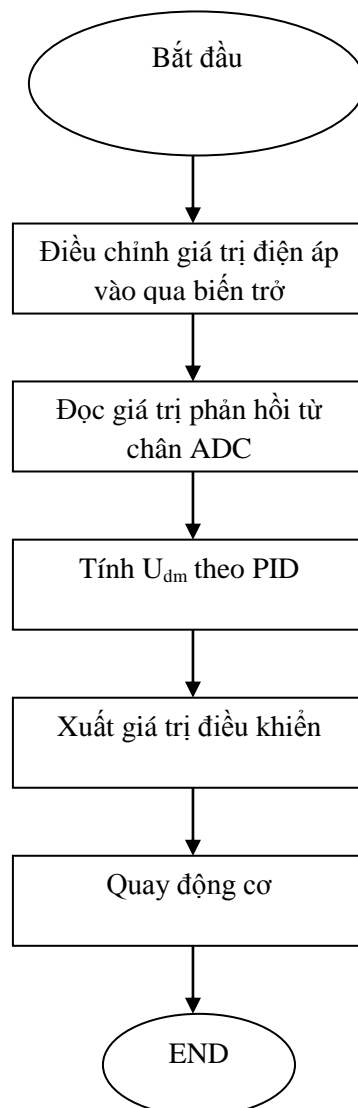 Bắt đầu
Điều chỉnh giá trị điện áp
vào qua biến trở
Đọc giá trị phản hồi từ
chân ADC
Tính Udm theo PID
Xuất giá trị điều khiển
Quay động cơ
END